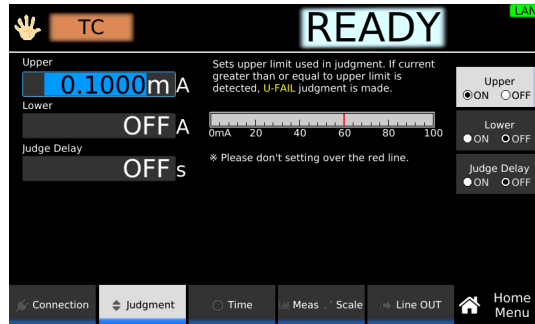 TC
READY
LAN
Upper
0.1000m A
Lower
OFF A
Judge Delay
OFF s
Sets upper limit used in judgment. If current
greater than or equal to upper limit is
detected, U-FAIL judgment is made.
0mA 20 40 60 80 100
※ Please don't setting over the red line.
Upper
ON OFF
Lower
ON OFF
Judge Delay
ON OFF
Connection
Judgment
Time
Meas
Scale
Line OUT
Home
Menu